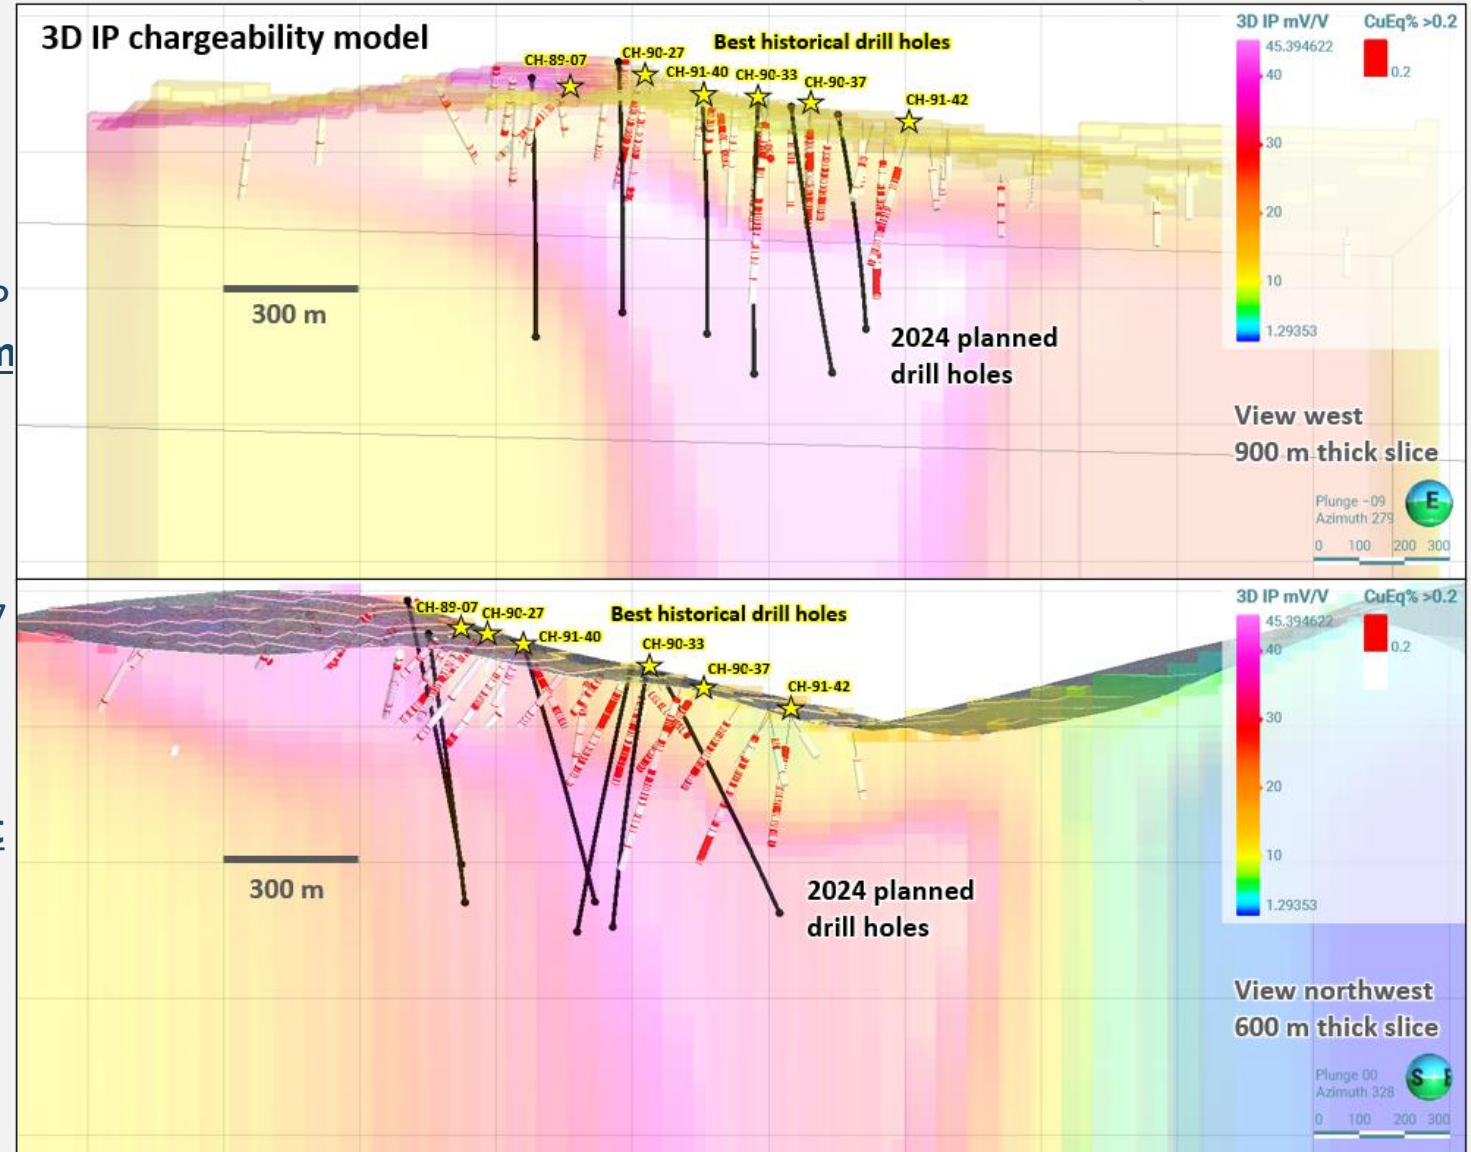 3D IP chargeability model
Best historical drill holes
CH-89-07
CH-90-27
CH-91-40
CH-90-33
CH-90-37
CH-91-42
3D IP mV/V
CuEq% >0.2
45.394622
40
30
20
10
1.29353
0.2
300 m
2024 planned
drill holes
View west
900 m thick slice
Plunge -09
Azimuth 279
E
0 100 200 300
CH-89-07
CH-90-27
CH-91-40
Best historical drill holes
CH-90-33
CH-90-37
CH-91-42
3D IP mV/V
CuEq% >0.2
45.394622
40
30
20
10
1.29353
0.2
300 m
2024 planned
drill holes
View northwest
600 m thick slice
Plunge 00
Azimuth 328
S E
0 100 200 300